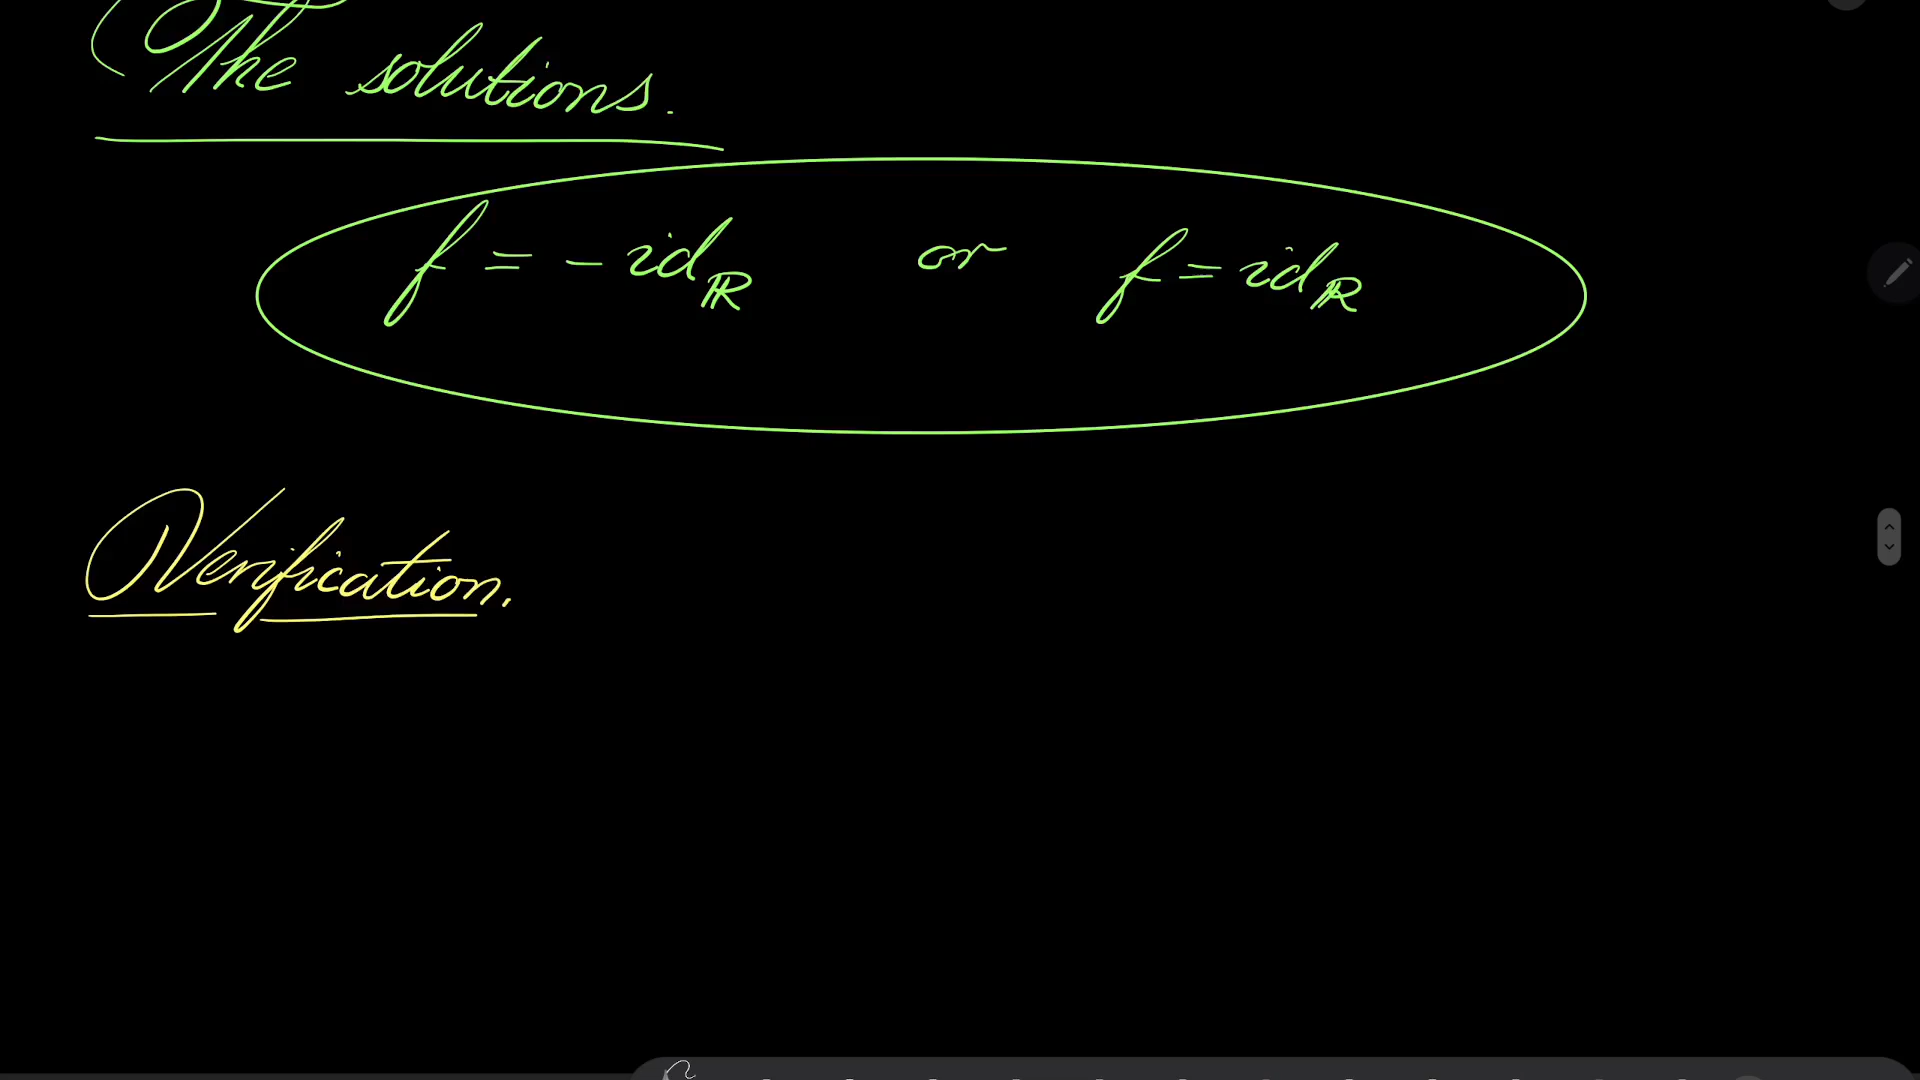 The solutions.
f = - id_ℝ or f = id_ℝ
Verification.